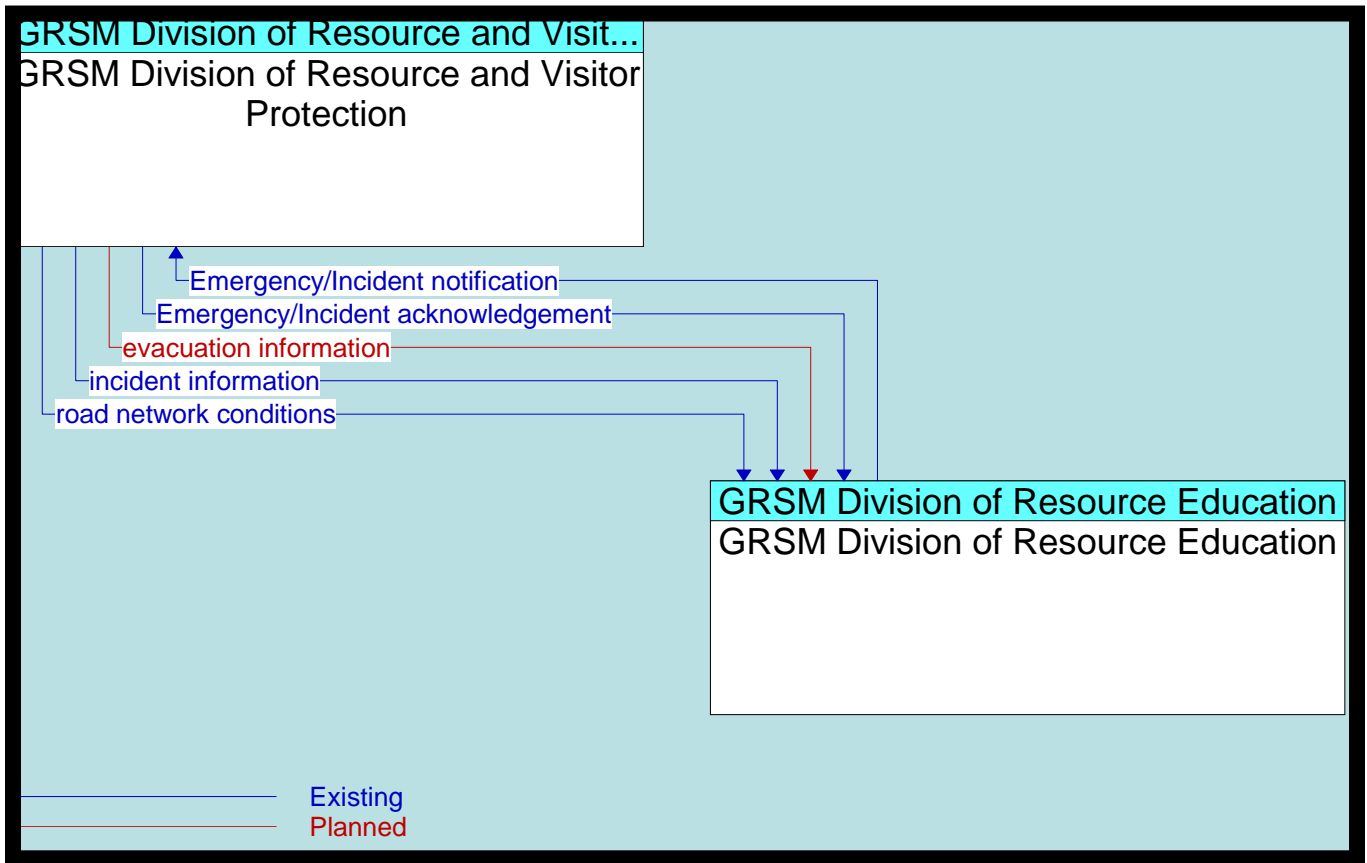 GRSM Division of Resource and Visit...
GRSM Division of Resource and Visitor
Protection
Emergency/Incident notification
Emergency/Incident acknowledgement
evacuation information
incident information
road network conditions
GRSM Division of Resource Education
GRSM Division of Resource Education
Existing
Planned